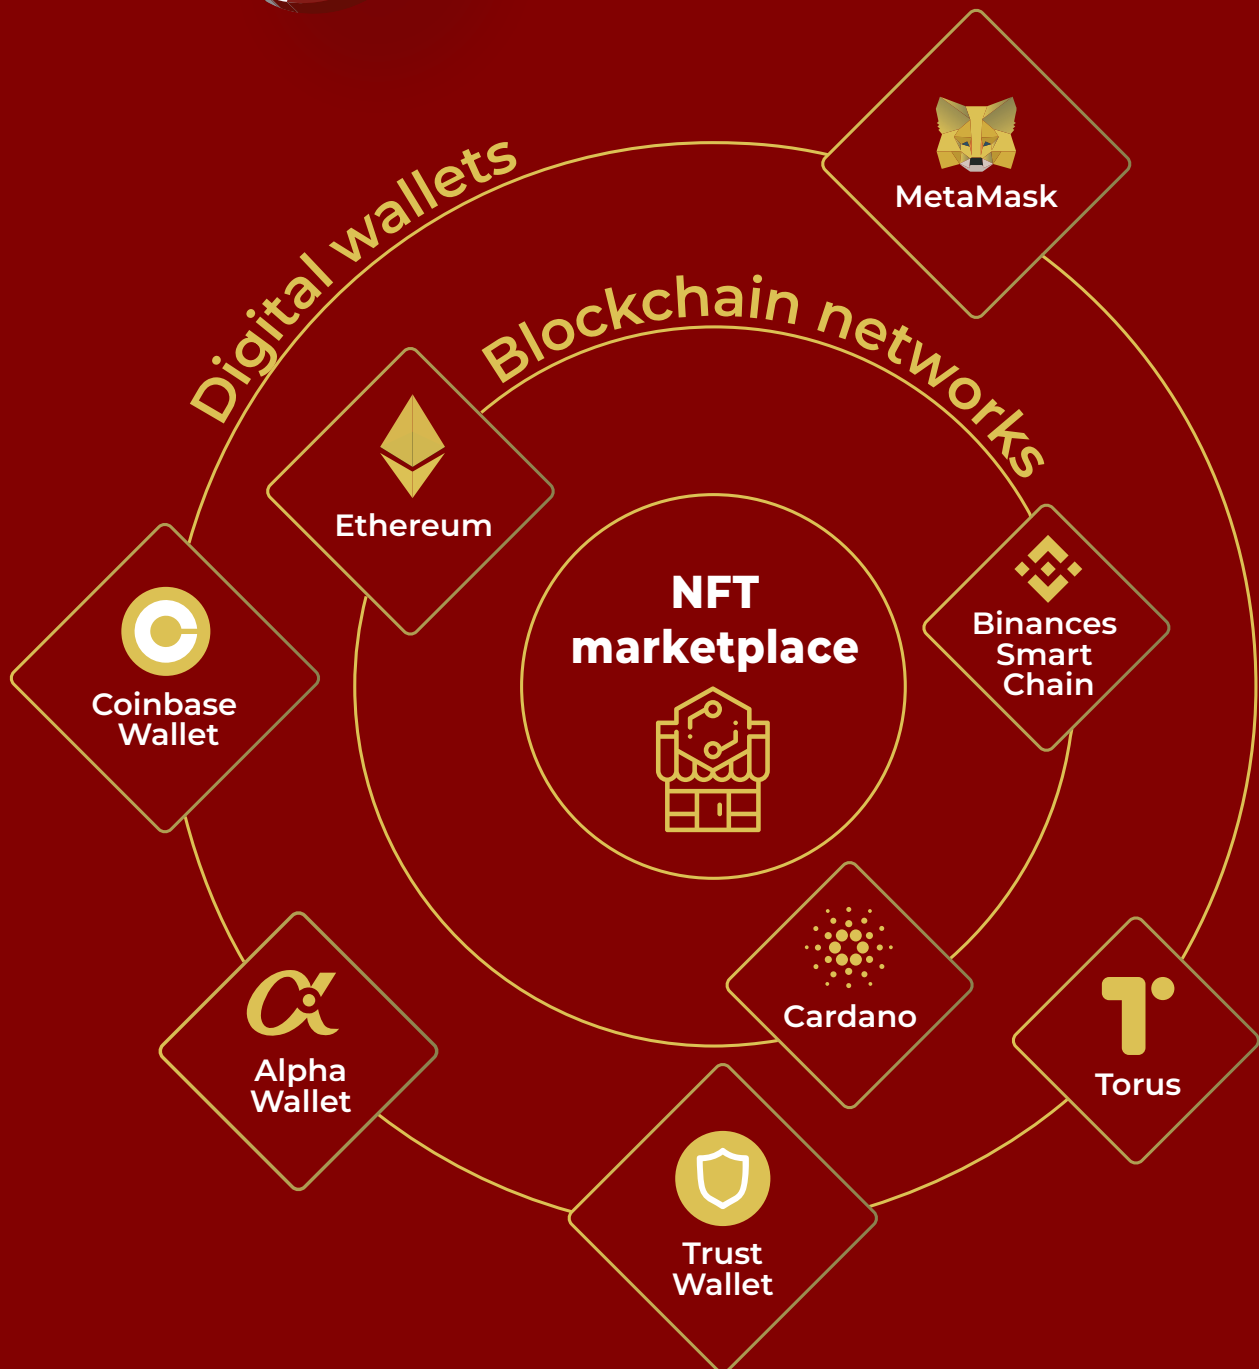 MetaMask
Digital wallets
Blockchain networks
Ethereum
NFT
marketplace
Binances
Smart
Chain
Coinbase
Wallet
Cardano
Alpha
Wallet
Torus
Trust
Wallet